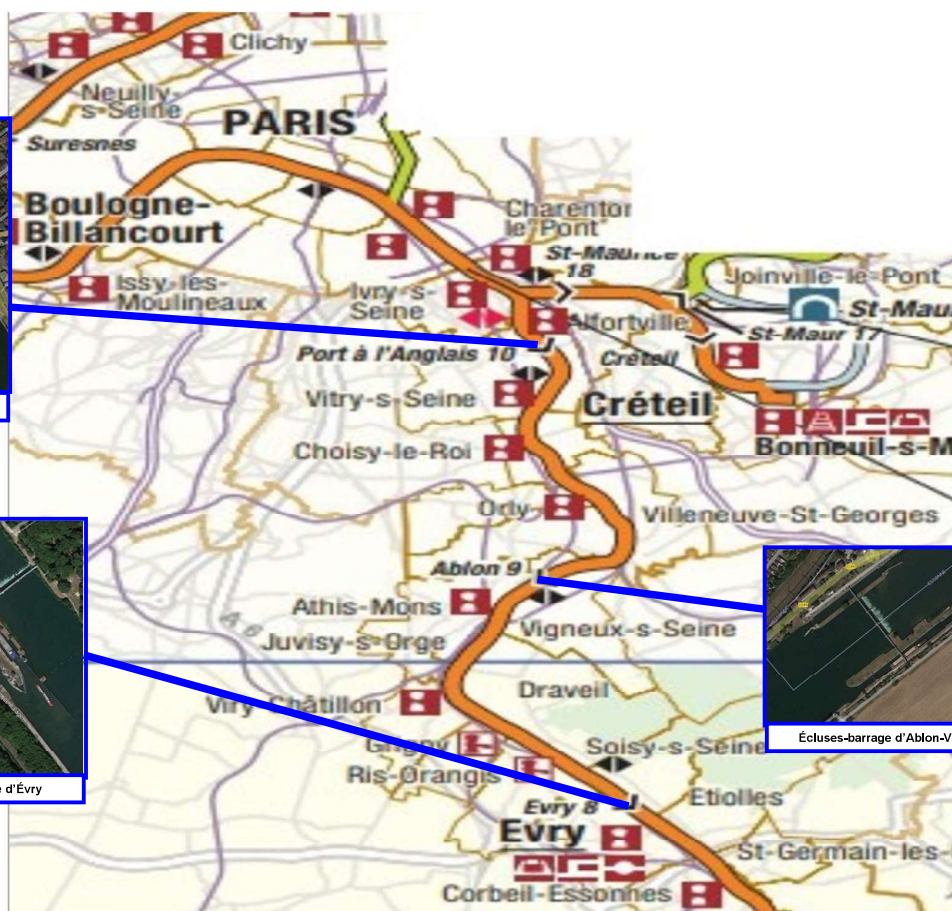 Clichy
Neuilly-
s-Seine
PARIS
Suresnes
Boulogne-
Billancourt
Charenton
le Pont
St-Maurice
18
Joinville-le-Pont
Issy-les-
Moulineaux
Ivry-s-
Seine
Alfortville
St-Mau
St-Maur 17
Port à l'Anglais 10
Créteil
Vitry-s-Seine
Créteil
Choisy-le-Roi
Bonneuil-s-M
Orly
Villeneuve-St-Georges
Ablon 9
Athis-Mons
A 6
Juvisy-s-Orge
Vigneux-s-Seine
Viry-Châtillon
Draveil
Grigny
Soisy-s-Seine
Écluses-barrage d'Ablon-V
Ris-Orangis
e d'Évry
Evry 8
Etiolles
Evry
St-Germain-les-
Corbeil-Essonnes